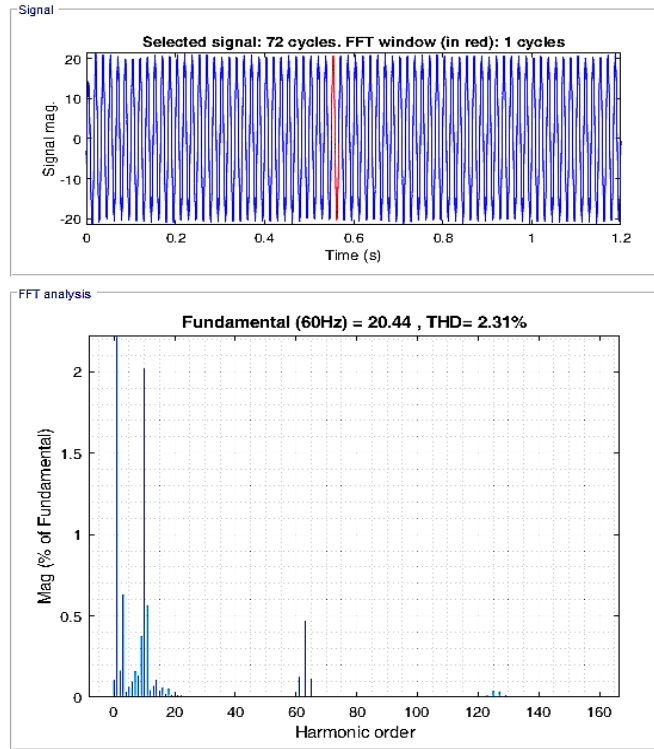 Signal
Selected signal: 72 cycles. FFT window (in red): 1 cycles
20
10
0
-10
-20
Signal mag.
0 0.2 0.4 0.6 0.8 1 1.2
Time (s)
FFT analysis
Fundamental (60Hz) = 20.44 , THD= 2.31%
2
1.5
1
0.5
0
Mag (% of Fundamental)
0 20 40 60 80 100 120 140 160
Harmonic order